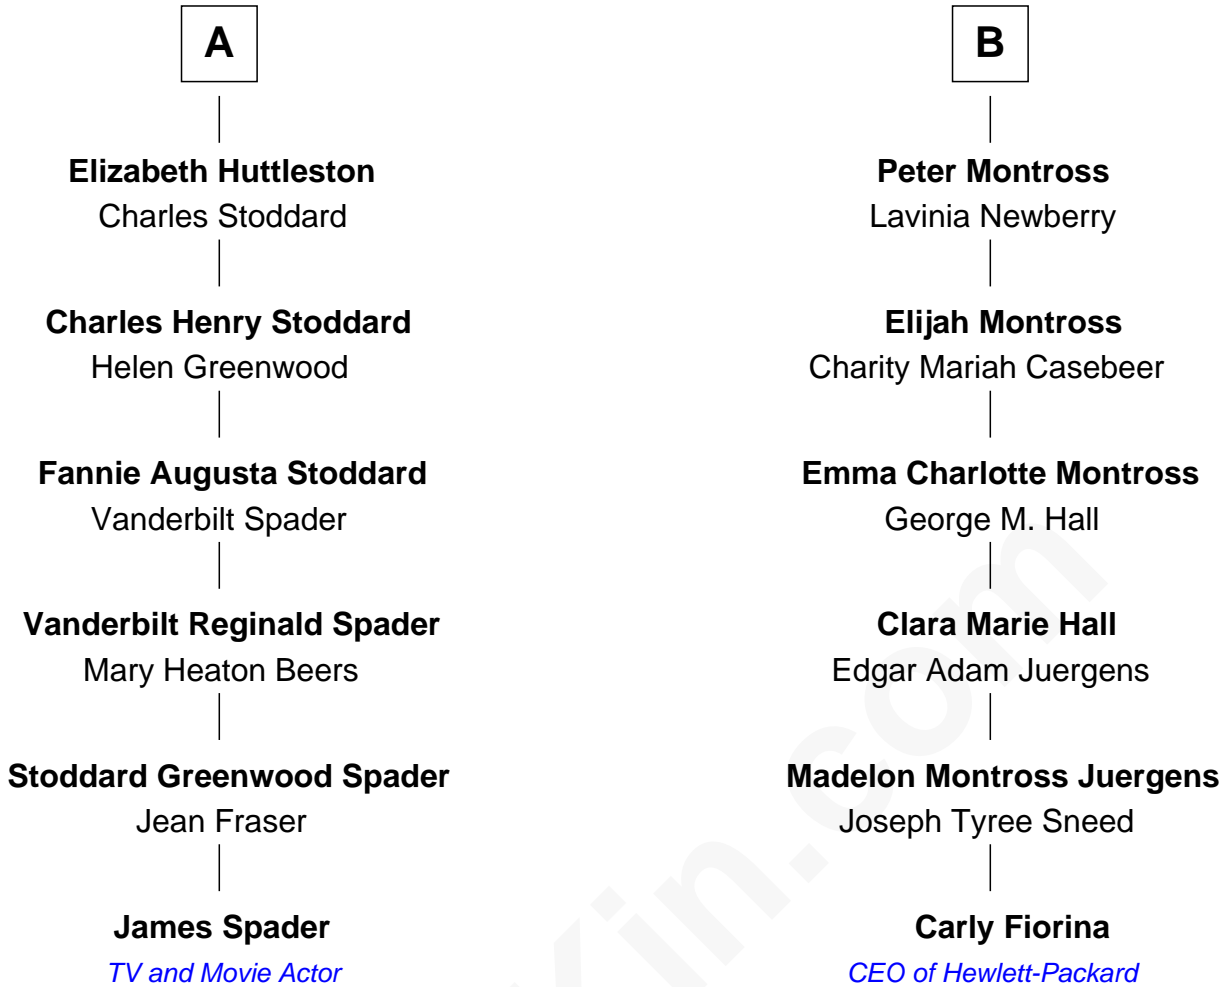 A
Elizabeth Huttleston
Charles Stoddard
Charles Henry Stoddard
Helen Greenwood
Fannie Augusta Stoddard
Vanderbilt Spader
Vanderbilt Reginald Spader
Mary Heaton Beers
Stoddard Greenwood Spader
Jean Fraser
James Spader
TV and Movie Actor
B
Peter Montross
Lavinia Newberry
Elijah Montross
Charity Mariah Casebeer
Emma Charlotte Montross
George M. Hall
Clara Marie Hall
Edgar Adam Juergens
Madelon Montross Juergens
Joseph Tyree Sneed
Carly Fiorina
CEO of Hewlett-Packard
Kin.com